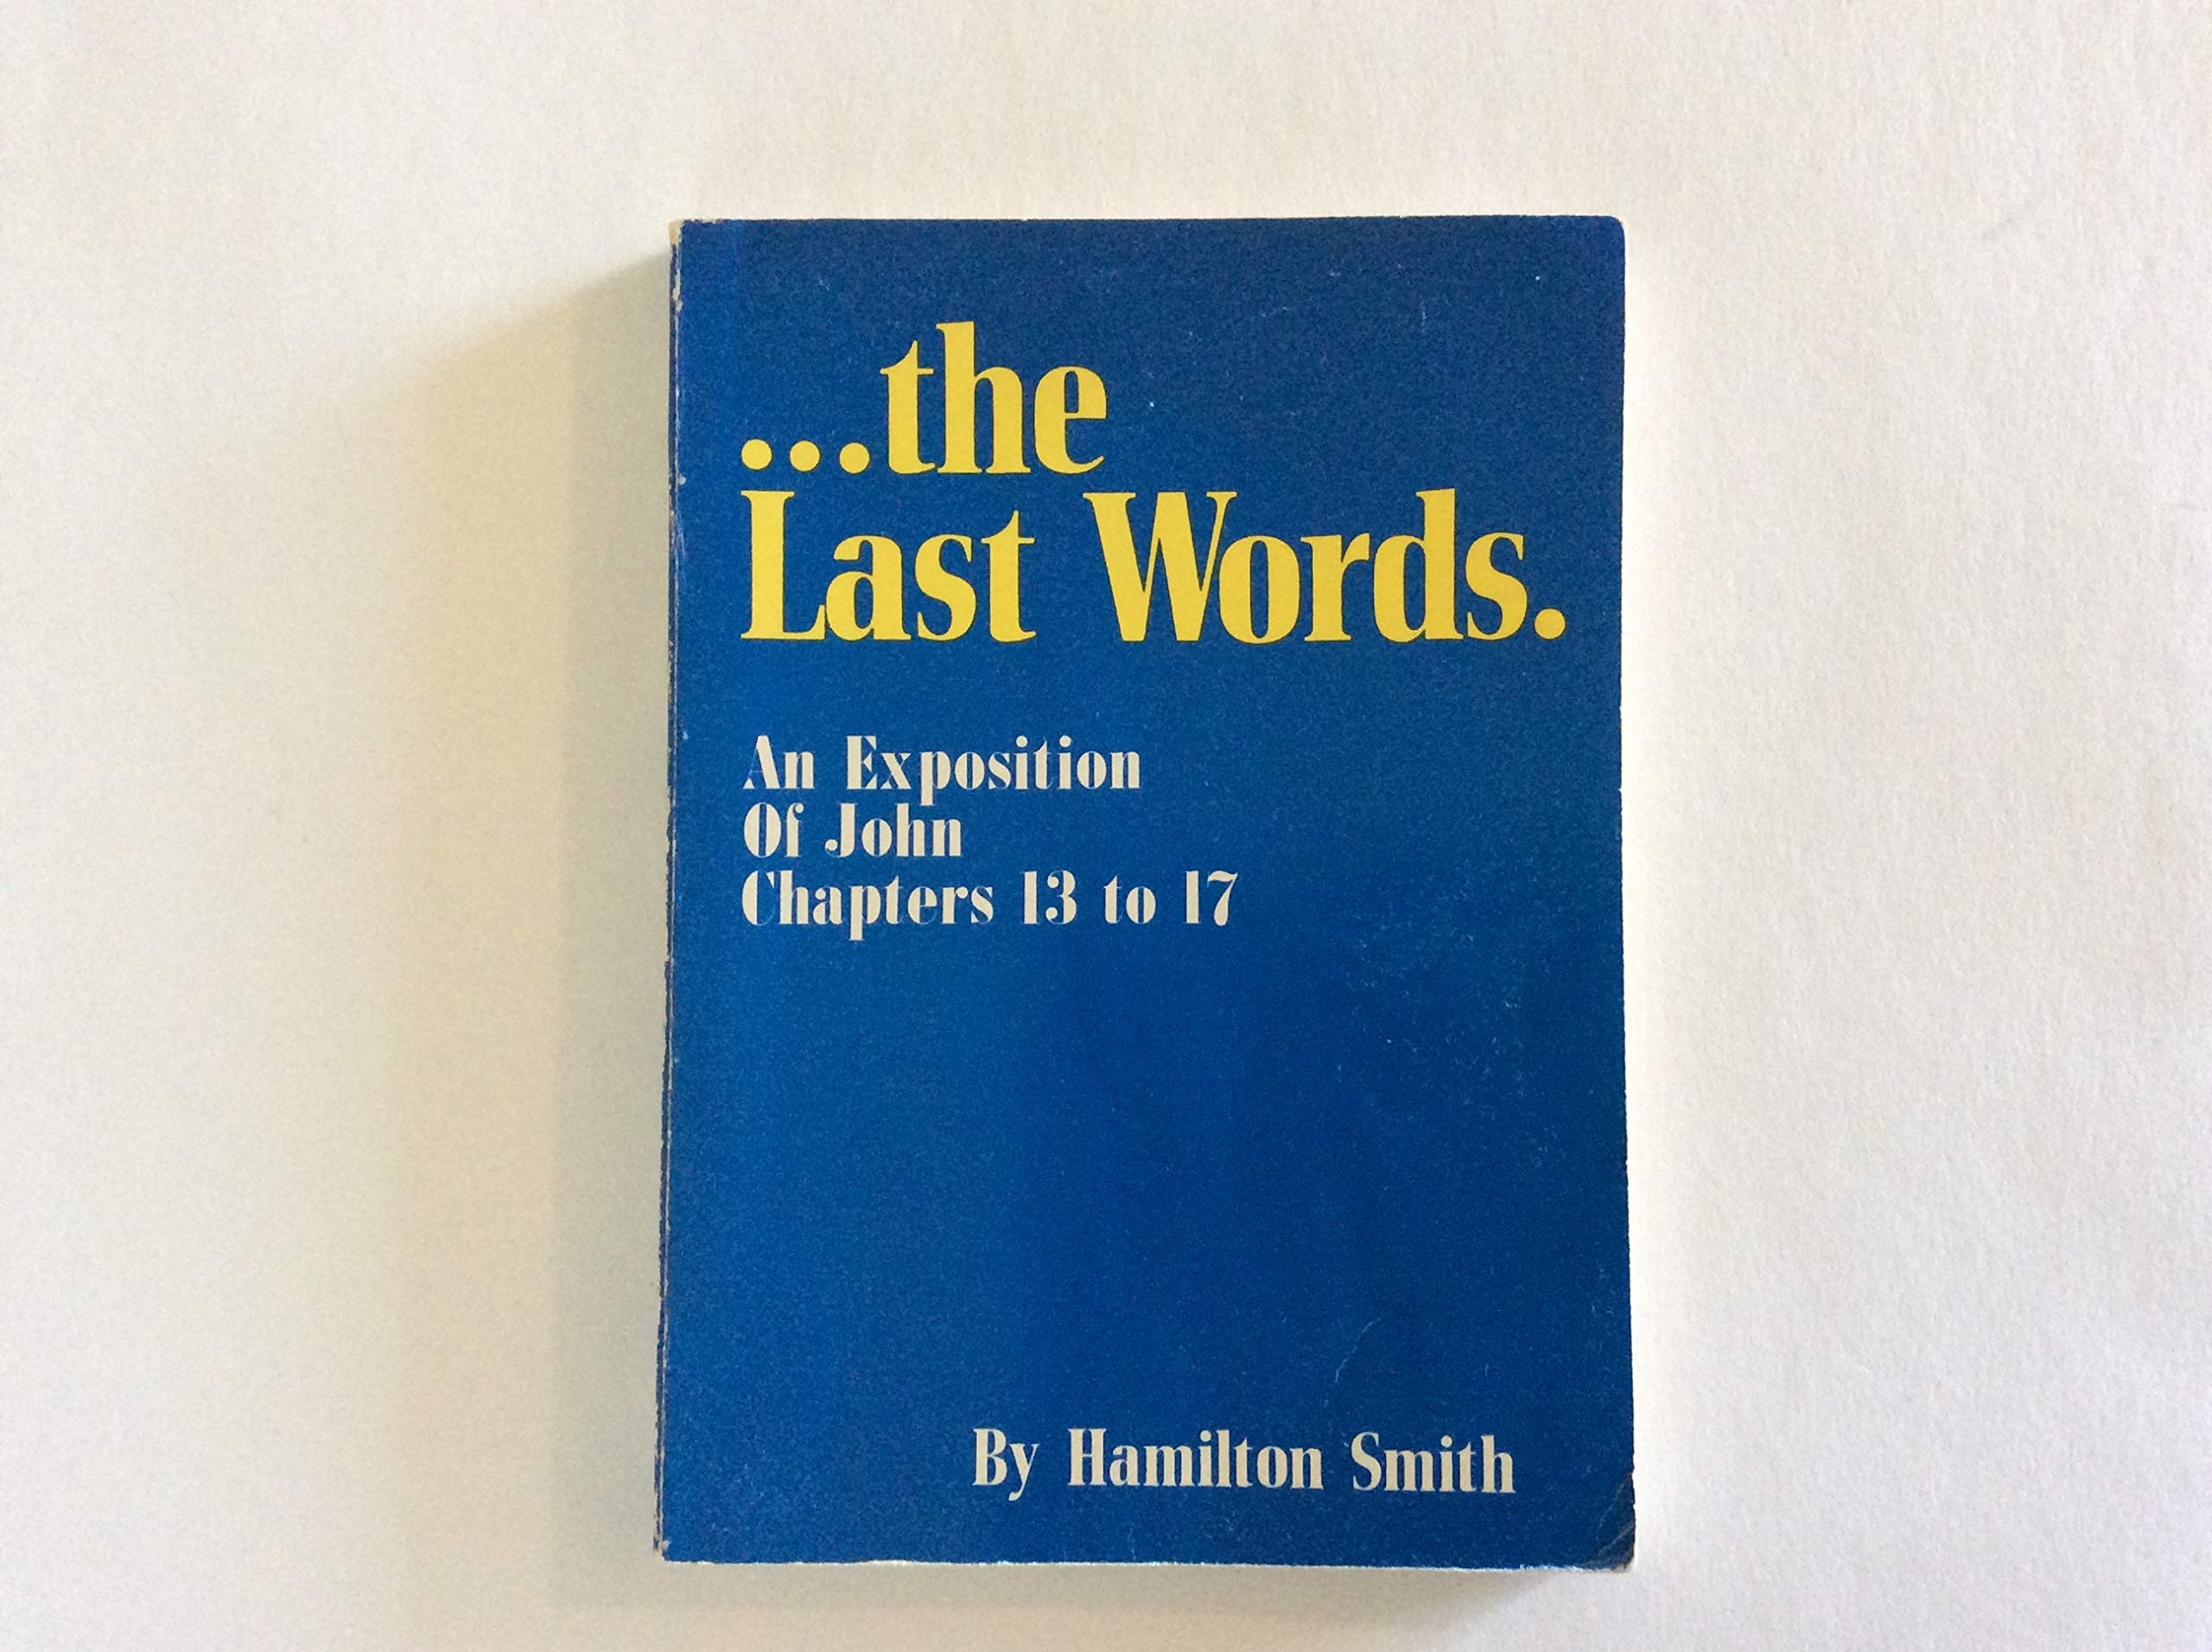 ...the
Last Words.
An Exposition
Of John
Chapters 13 to 17
By Hamilton Smith